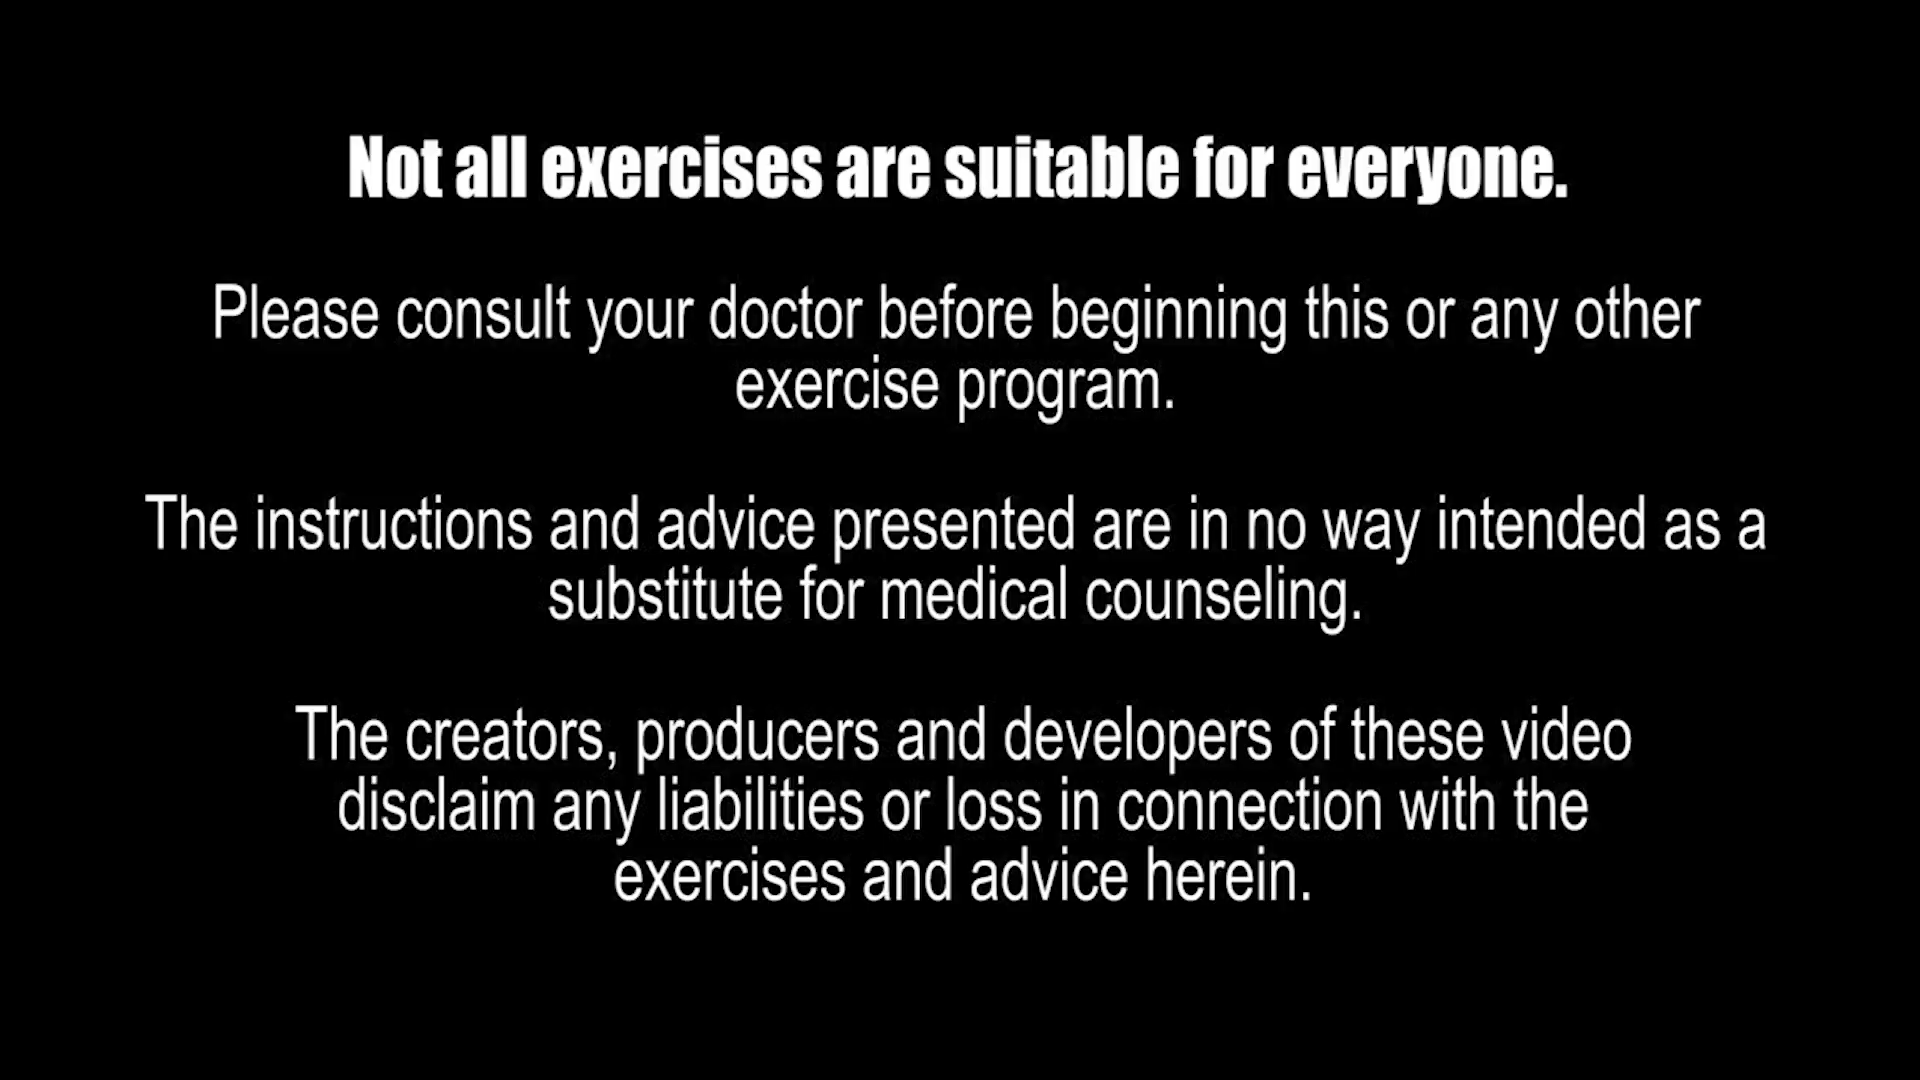 Not all exercises are suitable for everyone.
Please consult your doctor before beginning this or any other
exercise program.
The instructions and advice presented are in no way intended as a
substitute for medical counseling.
The creators, producers and developers of these video
disclaim any liabilities or loss in connection with the
exercises and advice herein.